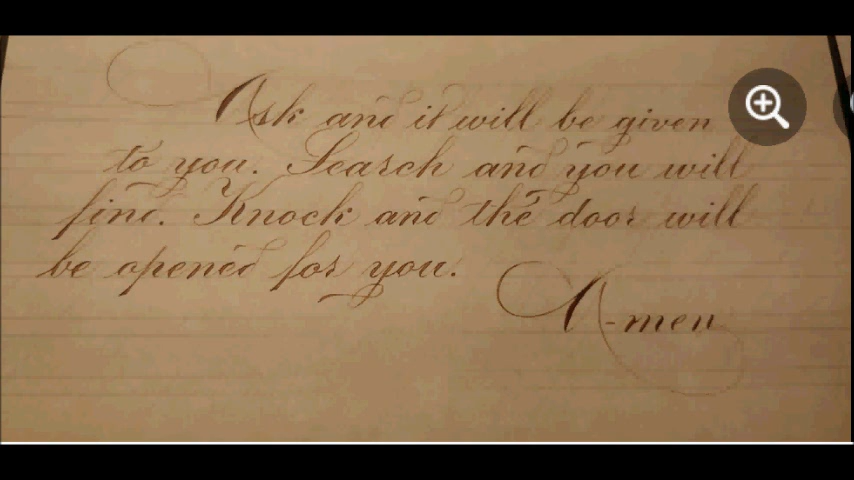 Ask and it will be given
to you. Search and you will
find. Knock and the door will
be opened for you.
A-men